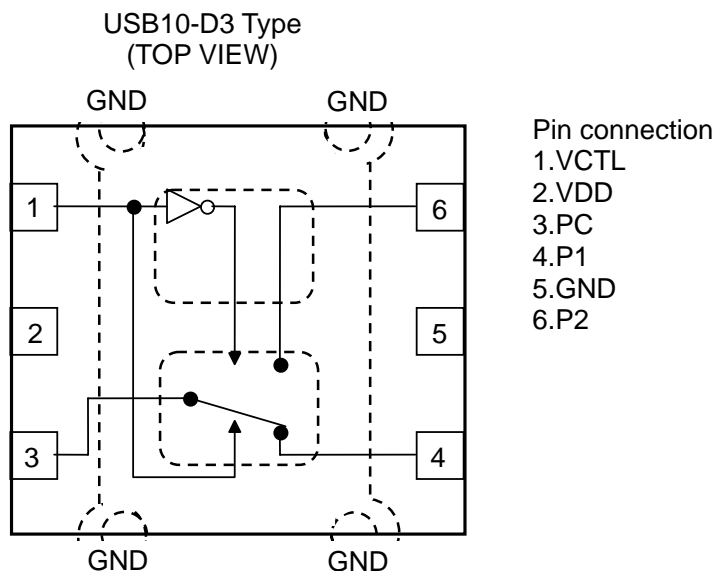 USB10-D3 Type
(TOP VIEW)
GND
GND
Pin connection
1.VCTL
2.VDD
3.PC
4.P1
5.GND
6.P2
1
6
2
5
3
4
GND
GND